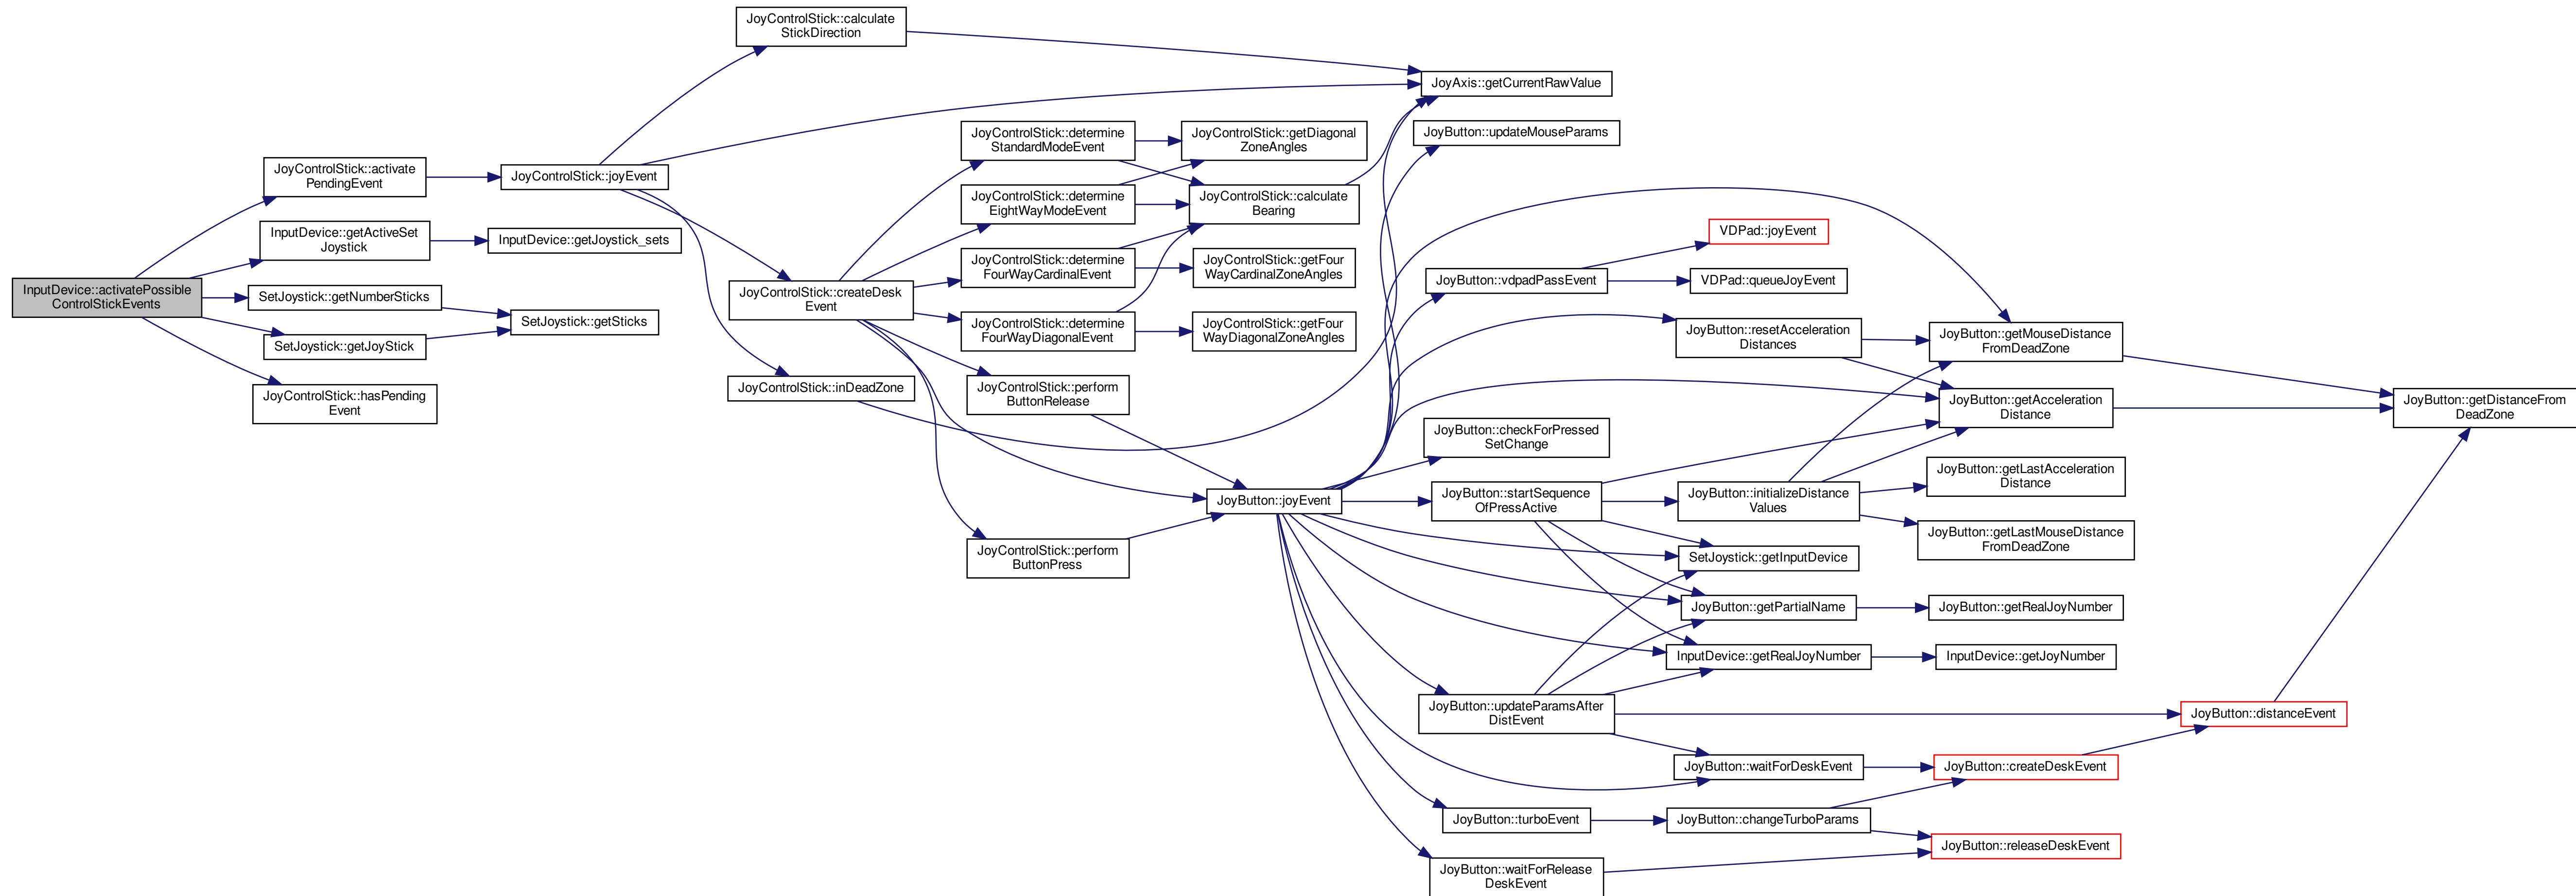 JoyControlStick::calculate
StickDirection
JoyAxis::getCurrentRawValue
JoyControlStick::determine
StandardModeEvent
JoyControlStick::getDiagonal
ZoneAngles
JoyButton::updateMouseParams
JoyControlStick::activate
PendingEvent
JoyControlStick::joyEvent
JoyControlStick::determine
EightWayModeEvent
JoyControlStick::calculate
Bearing
InputDevice::getActiveSet
Joystick
InputDevice::getJoystick_sets
VDPad::joyEvent
InputDevice::activatePossible
ControlStickEvents
SetJoystick::getNumberSticks
JoyControlStick::createDesk
Event
JoyControlStick::determine
FourWayCardinalEvent
JoyControlStick::getFour
WayCardinalZoneAngles
JoyButton::vdpadPassEvent
VDPad::queueJoyEvent
SetJoystick::getSticks
SetJoystick::getJoyStick
JoyControlStick::determine
FourWayDiagonalEvent
JoyControlStick::getFour
WayDiagonalZoneAngles
JoyButton::resetAcceleration
Distances
JoyButton::getMouseDistance
FromDeadZone
JoyControlStick::hasPending
Event
JoyControlStick::inDeadZone
JoyControlStick::perform
ButtonRelease
JoyButton::getAcceleration
Distance
JoyButton::getDistanceFrom
DeadZone
JoyButton::checkForPressed
SetChange
JoyButton::joyEvent
JoyButton::startSequence
OfPressActive
JoyButton::initializeDistance
Values
JoyButton::getLastAcceleration
Distance
JoyButton::getLastMouseDistance
FromDeadZone
JoyControlStick::perform
ButtonPress
SetJoystick::getInputDevice
JoyButton::getPartialName
JoyButton::getRealJoyNumber
InputDevice::getRealJoyNumber
InputDevice::getJoyNumber
JoyButton::updateParamsAfter
DistEvent
JoyButton::distanceEvent
JoyButton::waitForDeskEvent
JoyButton::createDeskEvent
JoyButton::turboEvent
JoyButton::changeTurboParams
JoyButton::releaseDeskEvent
JoyButton::waitForRelease
DeskEvent